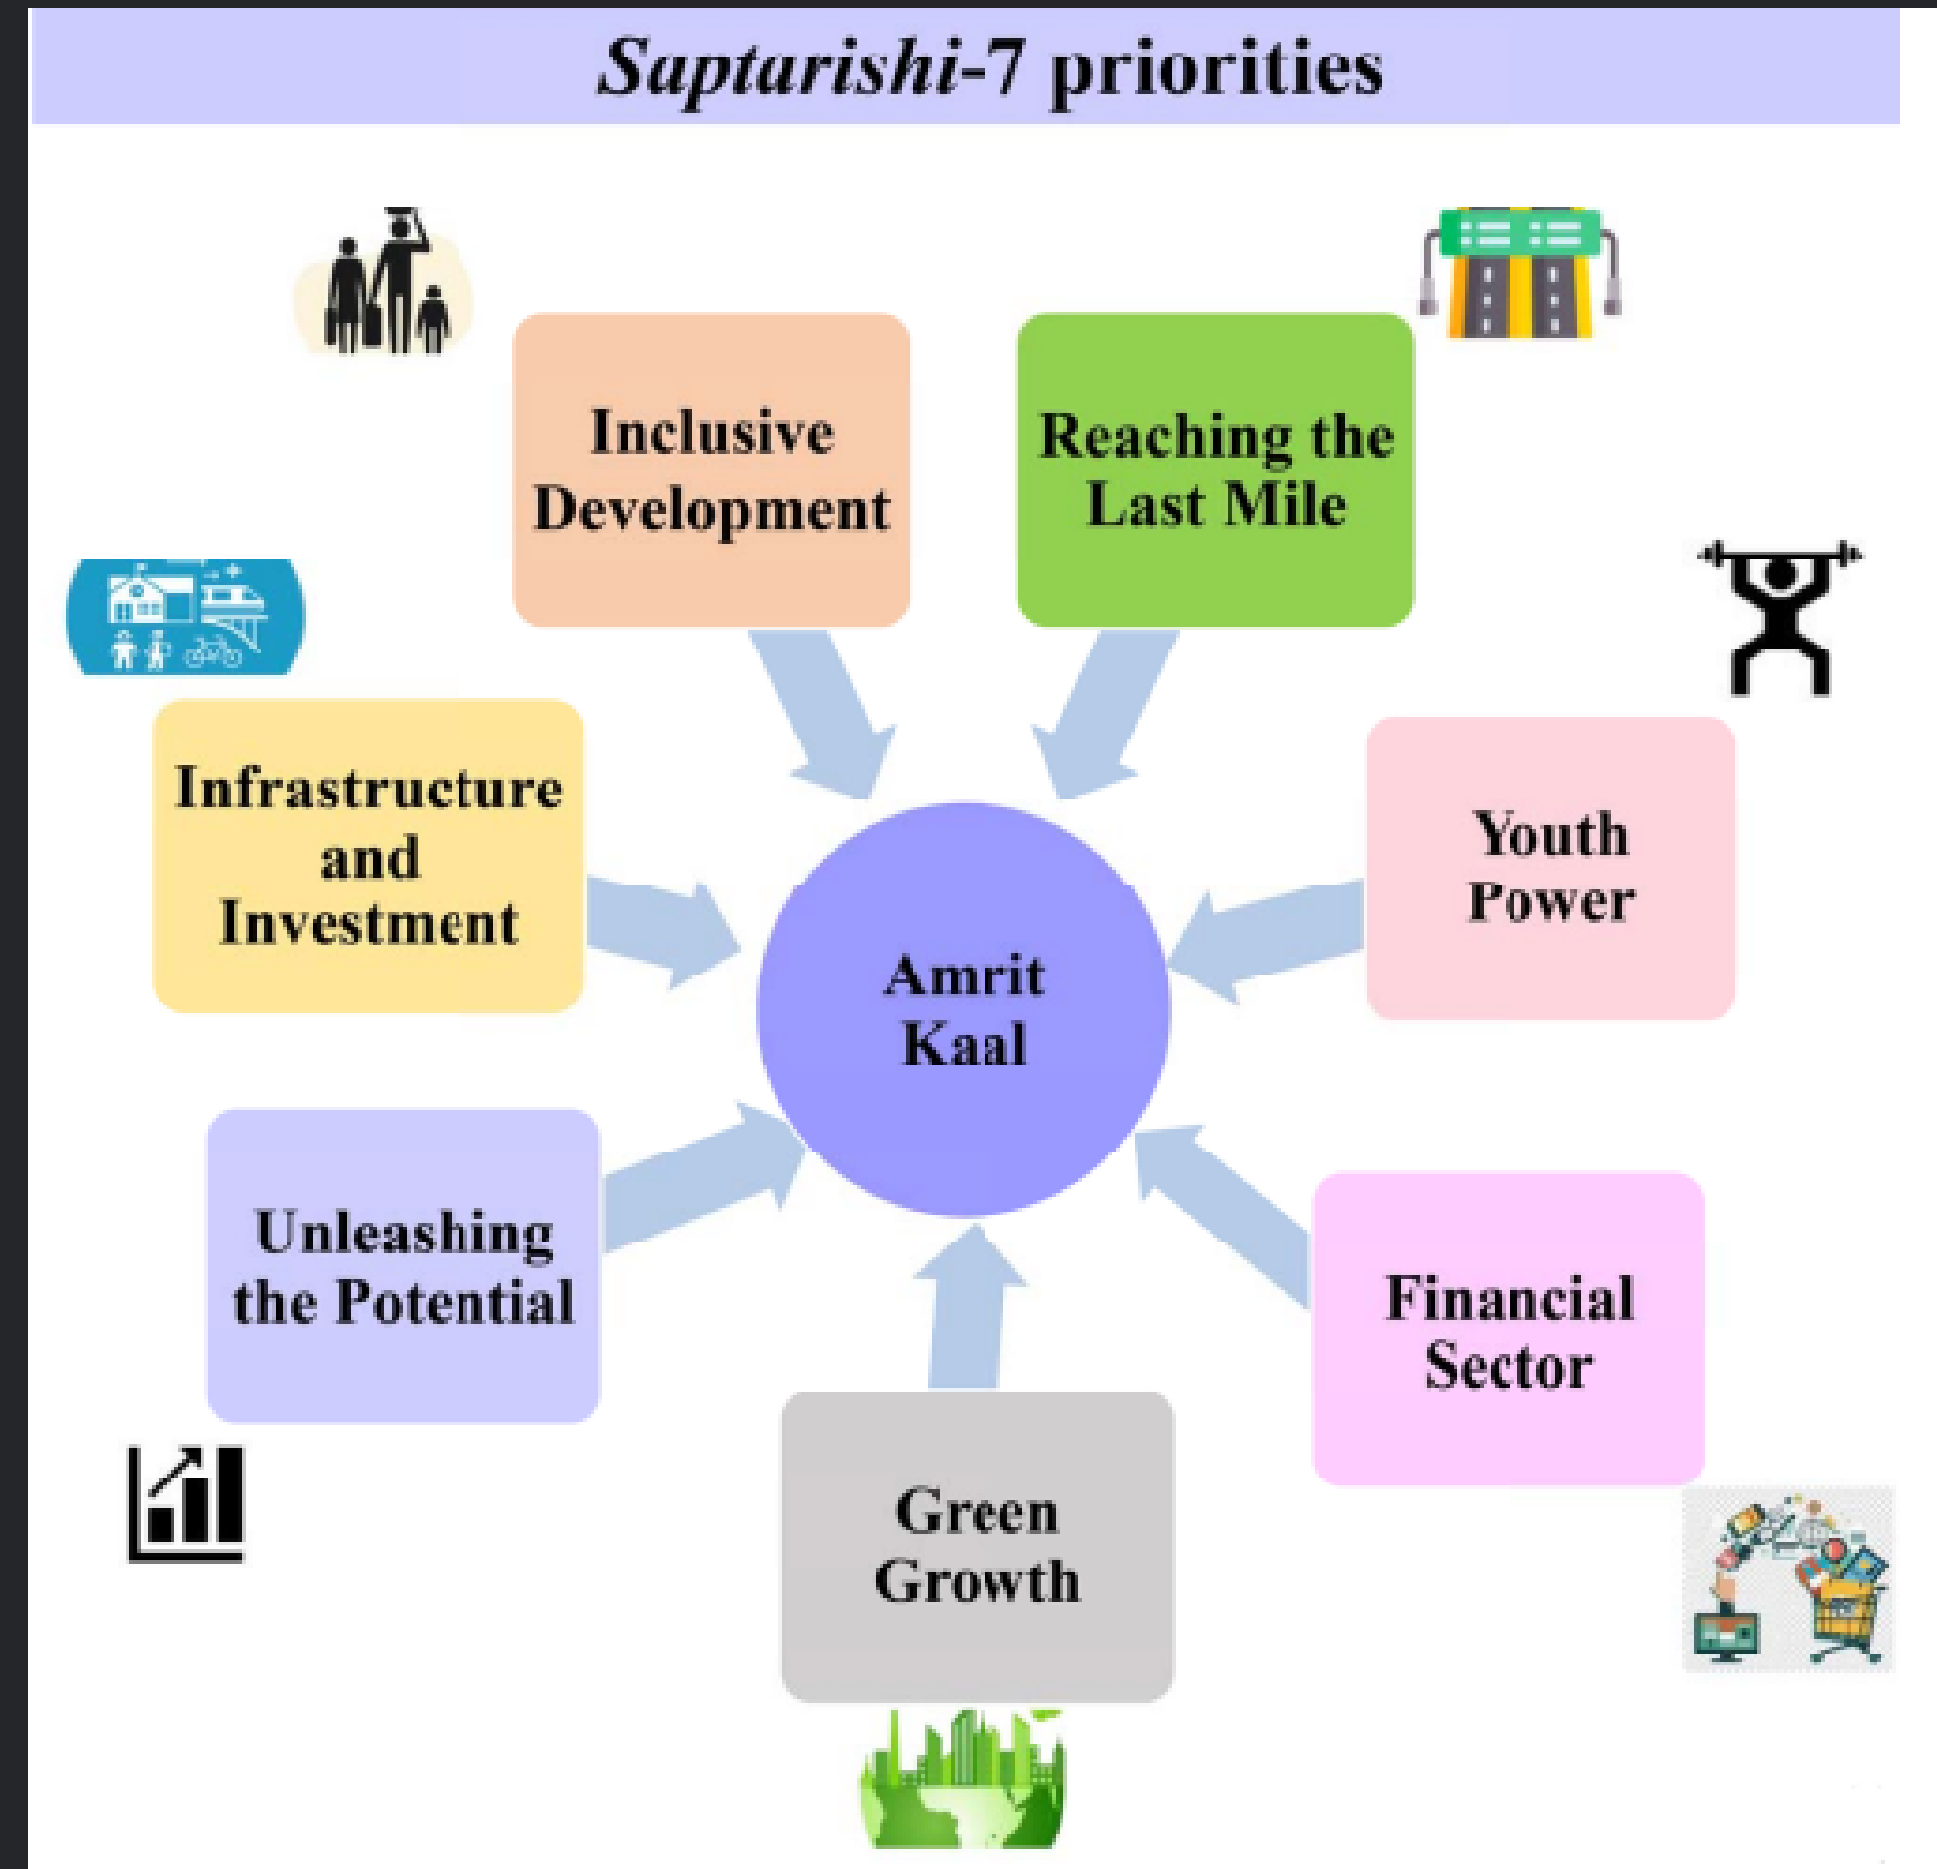 Saptarishi-7 priorities
Inclusive
Development
Reaching the
Last Mile
Infrastructure
and
Investment
Youth
Power
Amrit
Kaal
Unleashing
the Potential
Financial
Sector
Green
Growth